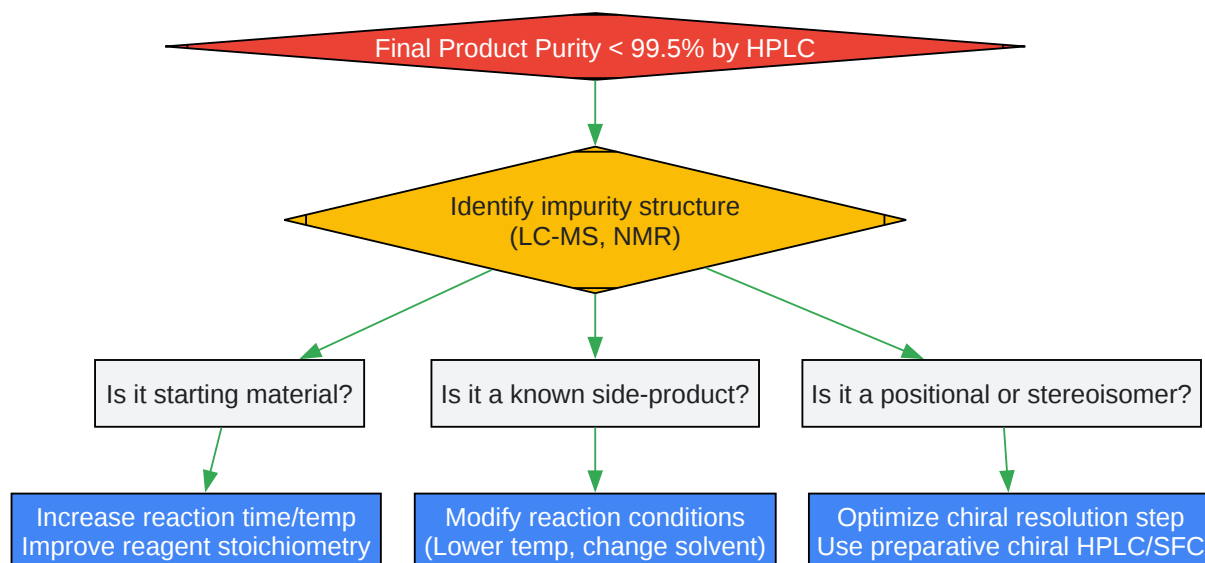 Final Product Purity < 99.5% by HPLC
Identify impurity structure
(LC-MS, NMR)
Is it starting material?
Is it a known side-product?
Is it a positional or stereoisomer?
Increase reaction time/temp
Improve reagent stoichiometry
Modify reaction conditions
(Lower temp, change solvent)
Optimize chiral resolution step
Use preparative chiral HPLC/SFC